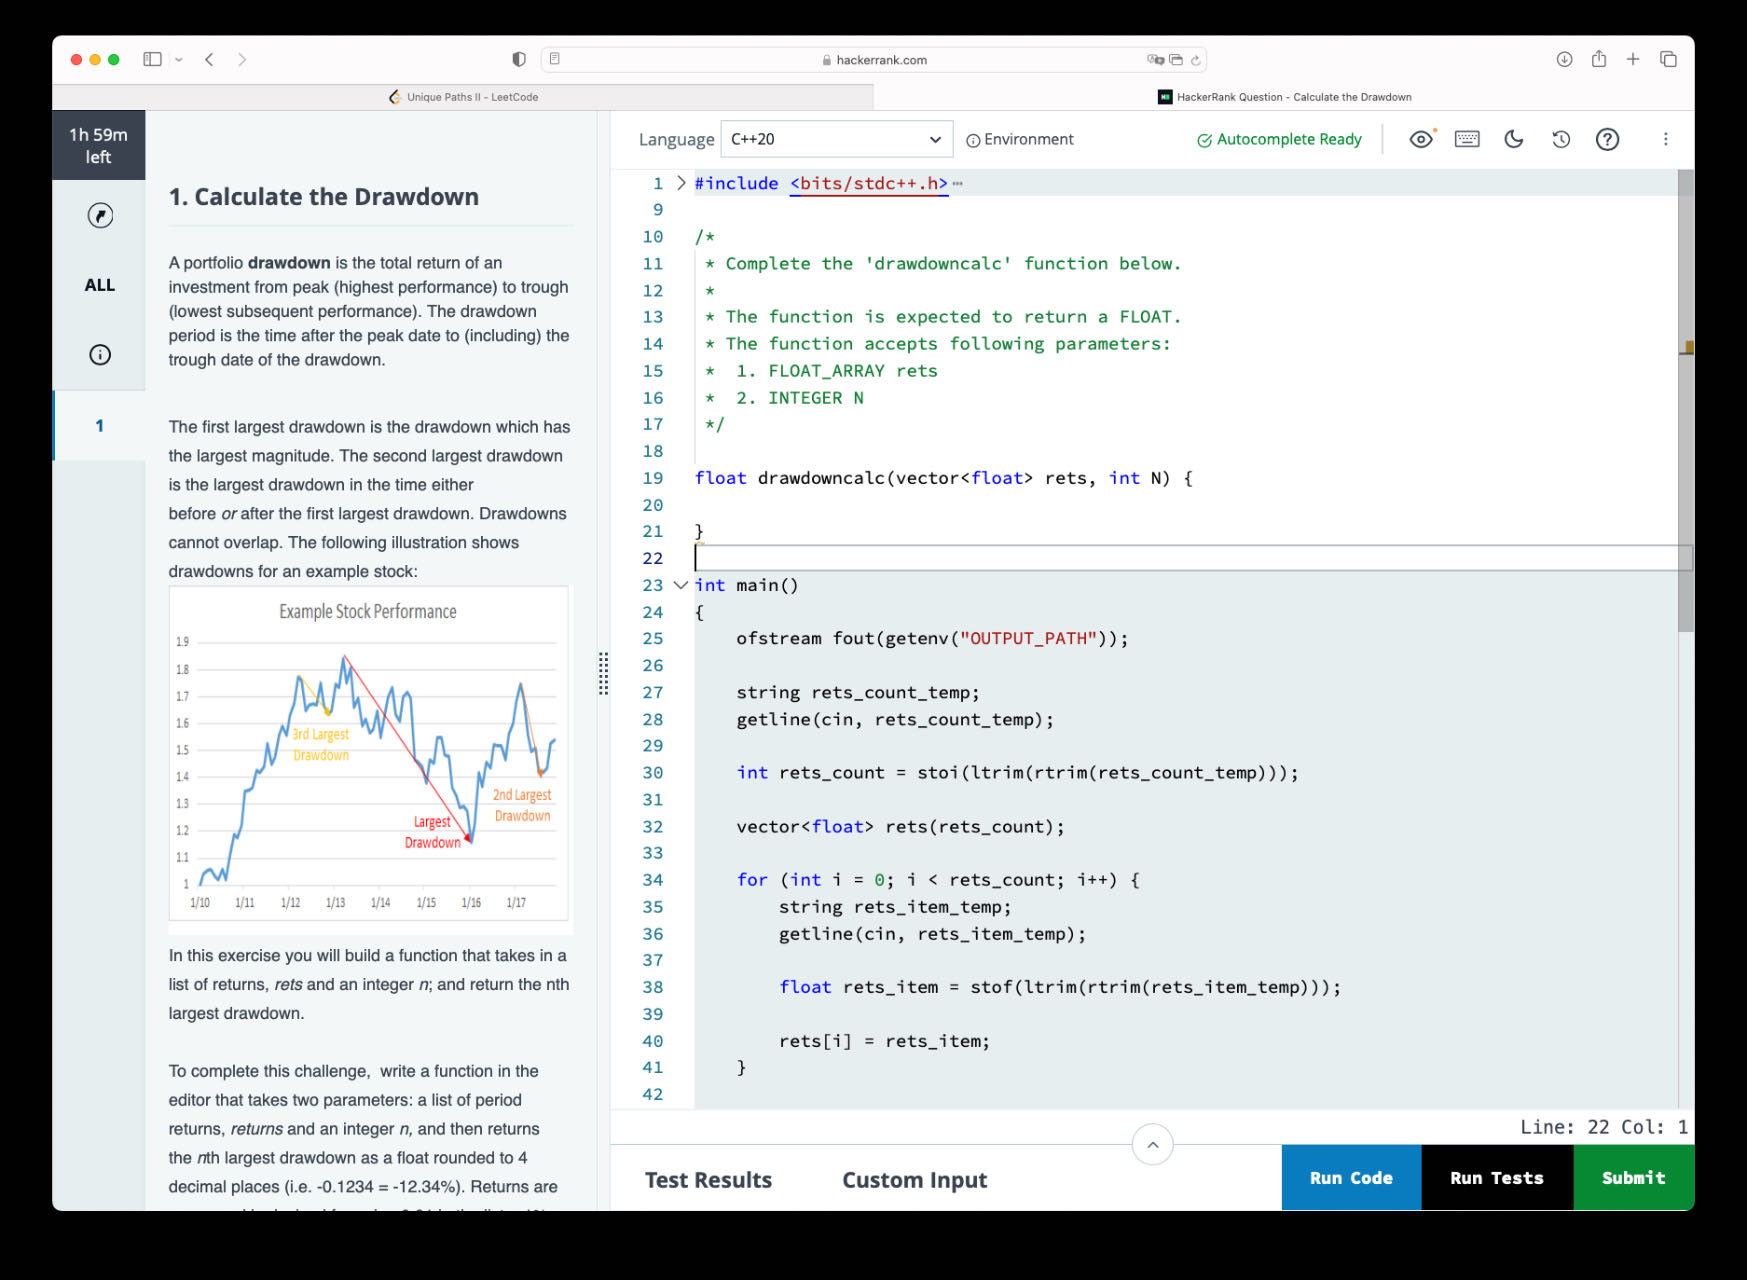 hackerrank.com
Unique Paths II - LeetCode
HackerRank Question - Calculate the Drawdown
1h 59m
left
ALL
1
1. Calculate the Drawdown
A portfolio drawdown is the total return of an
investment from peak (highest performance) to trough
(lowest subsequent performance). The drawdown
period is the time after the peak date to (including) the
trough date of the drawdown.
The first largest drawdown is the drawdown which has
the largest magnitude. The second largest drawdown
is the largest drawdown in the time either
before or after the first largest drawdown. Drawdowns
cannot overlap. The following illustration shows
drawdowns for an example stock:
Example Stock Performance
1.9
1.8
1.7
1.6
1.5
1.4
1.3
1.2
1.1
1
3rd Largest
Drawdown
2nd Largest
Drawdown
Largest
Drawdown
1/10 1/11 1/12 1/13 1/14 1/15 1/16 1/17
In this exercise you will build a function that takes in a
list of returns, rets and an integer n; and return the nth
largest drawdown.
To complete this challenge,  write a function in the
editor that takes two parameters: a list of period
returns, returns and an integer n, and then returns
the nth largest drawdown as a float rounded to 4
decimal places (i.e. -0.1234 = -12.34%). Returns are
Language C++20 Environment Autocomplete Ready
1 #include <bits/stdc++.h>
9
10 /*
11  * Complete the 'drawdowncalc' function below.
12  *
13  * The function is expected to return a FLOAT.
14  * The function accepts following parameters:
15  *  1. FLOAT_ARRAY rets
16  *  2. INTEGER N
17  */
18
19 float drawdowncalc(vector<float> rets, int N) {
20
21 }
22
23 int main()
24 {
25     ofstream fout(getenv("OUTPUT_PATH"));
26
27     string rets_count_temp;
28     getline(cin, rets_count_temp);
29
30     int rets_count = stoi(ltrim(rtrim(rets_count_temp)));
31
32     vector<float> rets(rets_count);
33
34     for (int i = 0; i < rets_count; i++) {
35         string rets_item_temp;
36         getline(cin, rets_item_temp);
37
38         float rets_item = stof(ltrim(rtrim(rets_item_temp)));
39
40         rets[i] = rets_item;
41     }
42
Line: 22 Col: 1
Test Results Custom Input Run Code Run Tests Submit